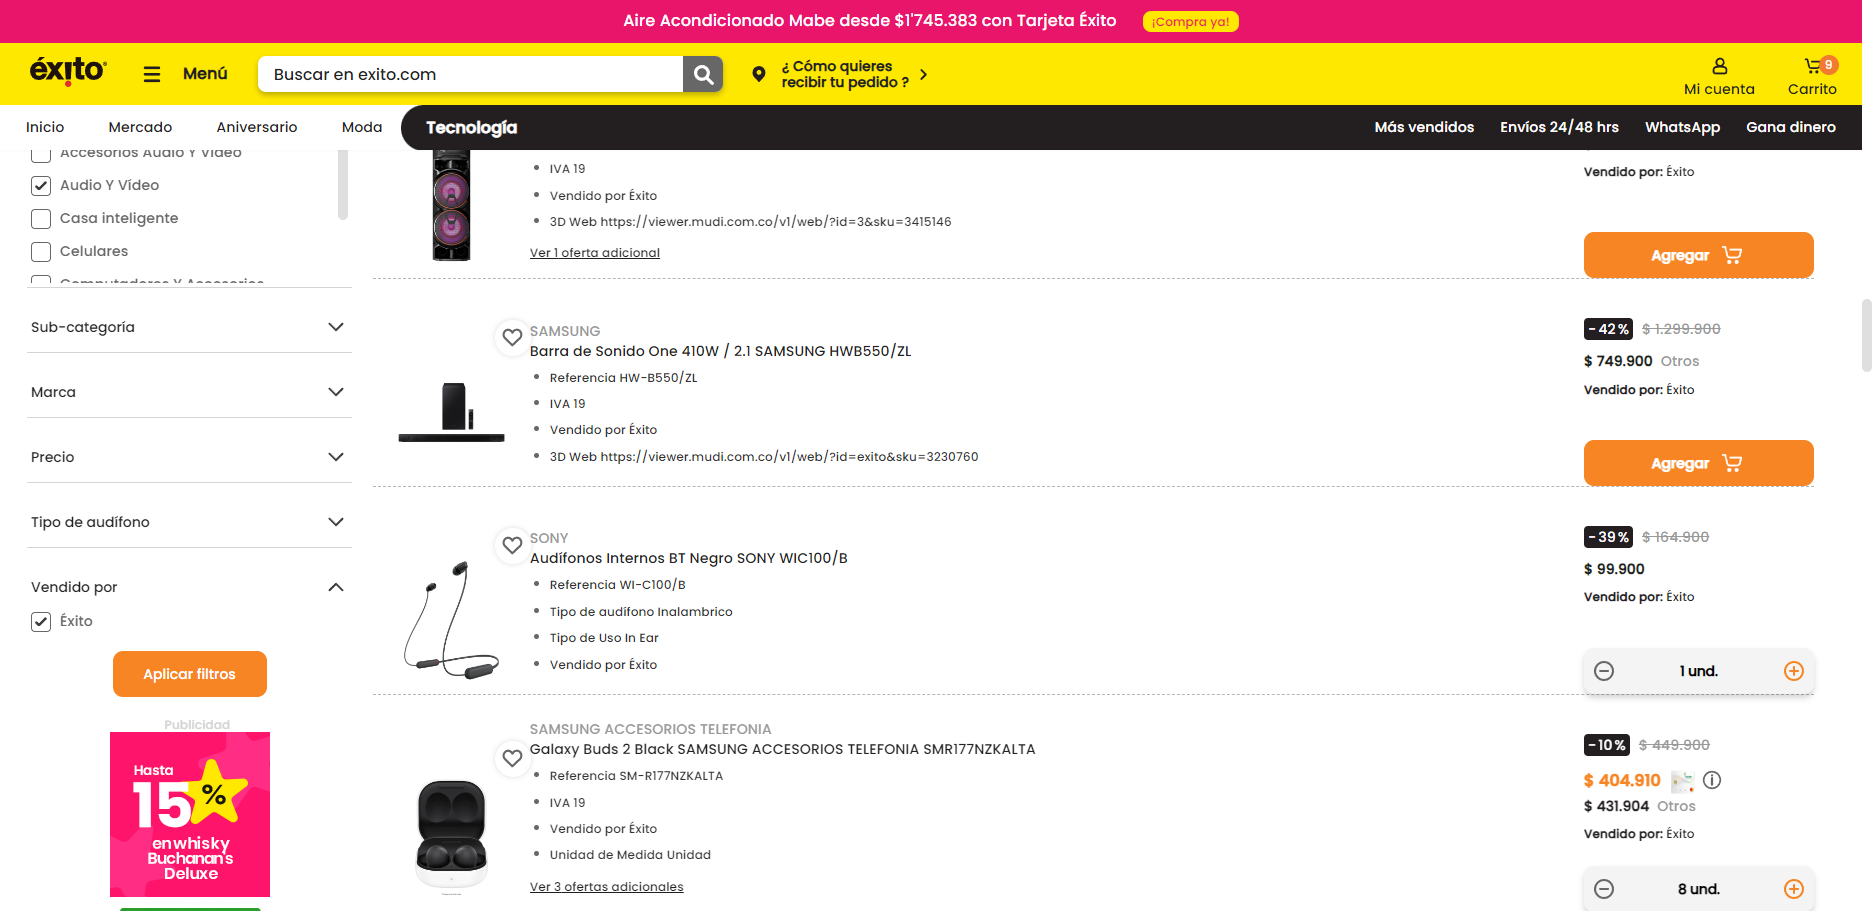 Aire Acondicionado Mabe desde $1'745.383 con Tarjeta Éxito ¡Compra ya!
éxito
Menú
Buscar en exito.com
¿ Cómo quieres
recibir tu pedido ?
Mi cuenta
9
Carrito
Inicio
Mercado
Aniversario
Moda
Tecnología
Más vendidos
Envíos 24/48 hrs
WhatsApp
Gana dinero
Accesorios Audio Y Vídeo
Audio Y Vídeo
Casa inteligente
Celulares
Computadores Y Accesorios
Sub-categoría
Marca
Precio
Tipo de audífono
Vendido por
Éxito
Aplicar filtros
Publicidad
Hasta
15%
en whisky
Buchanan's
Deluxe
IVA 19
Vendido por Éxito
3D Web https://viewer.mudi.com.co/v1/web/?id=3&sku=3415146
Ver 1 oferta adicional
Vendido por: Éxito
Agregar
SAMSUNG
Barra de Sonido One 410W / 2.1 SAMSUNG HWB550/ZL
Referencia HW-B550/ZL
IVA 19
Vendido por Éxito
3D Web https://viewer.mudi.com.co/v1/web/?id=exito&sku=3230760
-42% $ 1.299.900
$ 749.900 Otros
Vendido por: Éxito
Agregar
SONY
Audífonos Internos BT Negro SONY WIC100/B
Referencia WI-C100/B
Tipo de audífono Inalambrico
Tipo de Uso In Ear
Vendido por Éxito
-39% $ 164.900
$ 99.900
Vendido por: Éxito
1 und.
SAMSUNG ACCESORIOS TELEFONIA
Galaxy Buds 2 Black SAMSUNG ACCESORIOS TELEFONIA SMR177NZKALTA
Referencia SM-R177NZKALTA
IVA 19
Vendido por Éxito
Unidad de Medida Unidad
Ver 3 ofertas adicionales
-10% $ 449.900
$ 404.910
$ 431.904 Otros
Vendido por: Éxito
8 und.